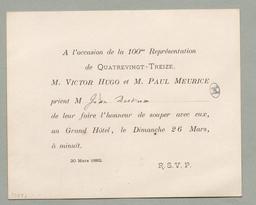 A l'occasion de la 100me Représentation
de QUATREVINGT-TREIZE,
M. VICTOR HUGO et M. PAUL MEURICE
prient M
de leur faire l'honneur de souper avec eux,
au Grand Hôtel, le Dimanche 26 Mars,
à minuit.
20 Mars 1882.
R.S.V.P.